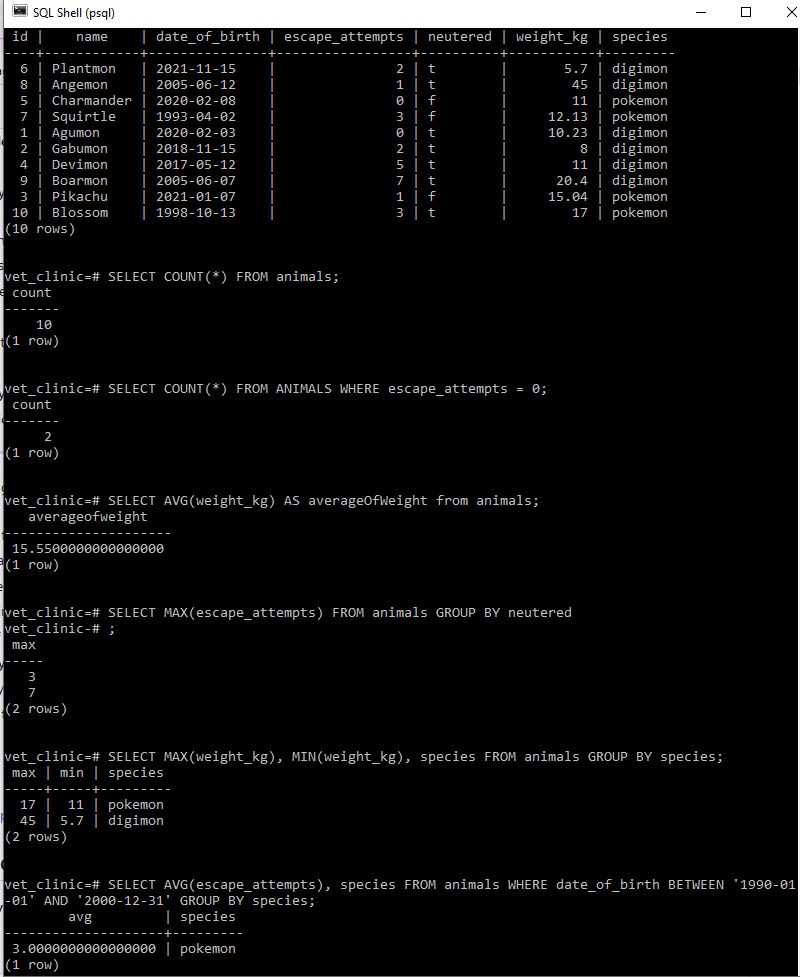 SQL Shell (psql)
 id |    name    | date_of_birth | escape_attempts | neutered | weight_kg | species
----+------------+---------------+-----------------+----------+-----------+---------
  6 | Plantmon   | 2021-11-15    |               2 | t        |       5.7 | digimon
  8 | Angemon    | 2005-06-12    |               1 | t        |        45 | digimon
  5 | Charmander | 2020-02-08    |               0 | f        |        11 | pokemon
  7 | Squirtle   | 1993-04-02    |               3 | f        |     12.13 | pokemon
  1 | Agumon     | 2020-02-03    |               0 | t        |     10.23 | digimon
  2 | Gabumon    | 2018-11-15    |               2 | t        |         8 | digimon
  4 | Devimon    | 2017-05-12    |               5 | t        |        11 | digimon
  9 | Boarmon    | 2005-06-07    |               7 | t        |      20.4 | digimon
  3 | Pikachu    | 2021-01-07    |               1 | f        |     15.04 | pokemon
 10 | Blossom    | 1998-10-13    |               3 | t        |        17 | pokemon
(10 rows)
vet_clinic=# SELECT COUNT(*) FROM animals;
 count
-------
    10
(1 row)
vet_clinic=# SELECT COUNT(*) FROM ANIMALS WHERE escape_attempts = 0;
 count
-------
     2
(1 row)
vet_clinic=# SELECT AVG(weight_kg) AS averageOfWeight from animals;
   averageofweight
---------------------
 15.5500000000000000
(1 row)
vet_clinic=# SELECT MAX(escape_attempts) FROM animals GROUP BY neutered
vet_clinic-# ;
 max
-----
   3
   7
(2 rows)
vet_clinic=# SELECT MAX(weight_kg), MIN(weight_kg), species FROM animals GROUP BY species;
 max | min | species
-----+-----+---------
  17 |  11 | pokemon
  45 | 5.7 | digimon
(2 rows)
vet_clinic=# SELECT AVG(escape_attempts), species FROM animals WHERE date_of_birth BETWEEN '1990-01
-01' AND '2000-12-31' GROUP BY species;
        avg         | species
--------------------+---------
 3.0000000000000000 | pokemon
(1 row)